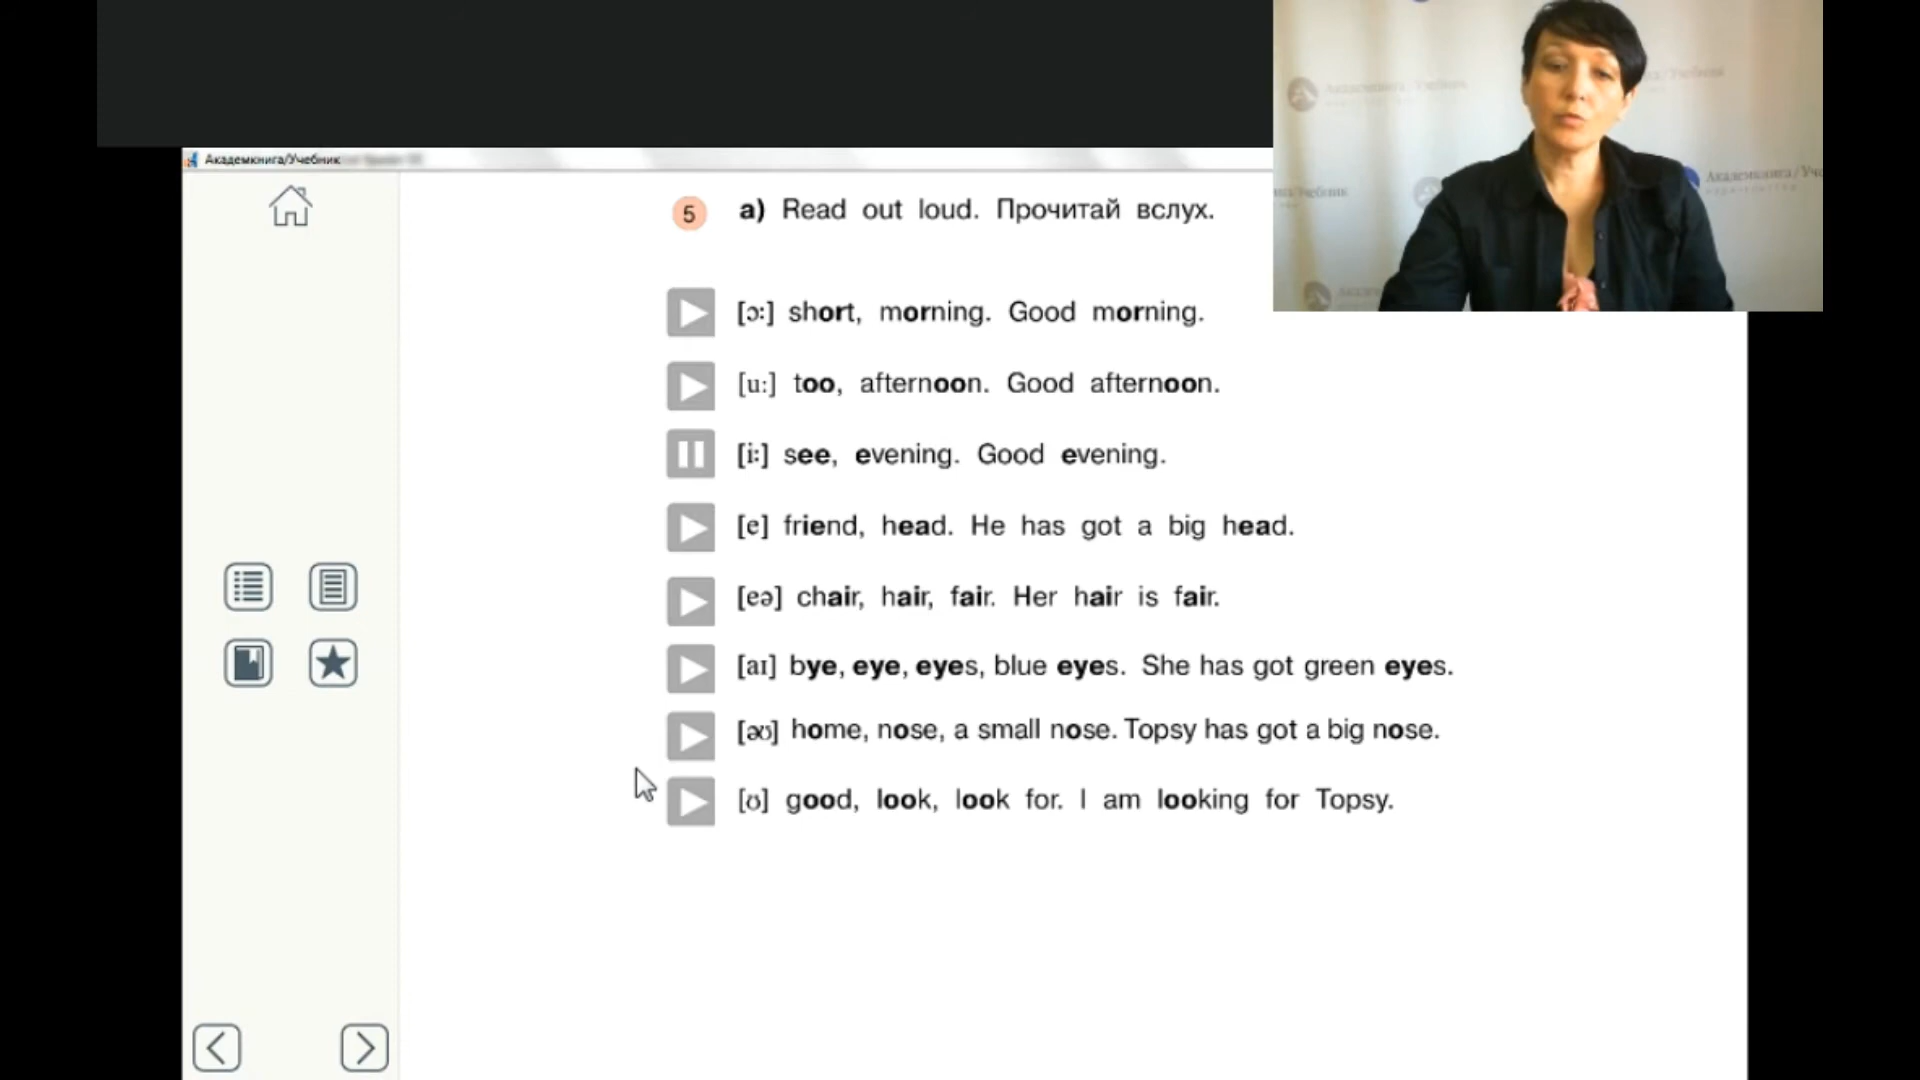 Академкнига/Учебник
5 a) Read out loud. Прочитай вслух.
[ɔ:] short, morning. Good morning.
[u:] too, afternoon. Good afternoon.
[i:] see, evening. Good evening.
[e] friend, head. He has got a big head.
[eə] chair, hair, fair. Her hair is fair.
[aɪ] bye, eye, eyes, blue eyes. She has got green eyes.
[əʊ] home, nose, a small nose. Topsy has got a big nose.
[ʊ] good, look, look for. I am looking for Topsy.
Академкнига/Учебник